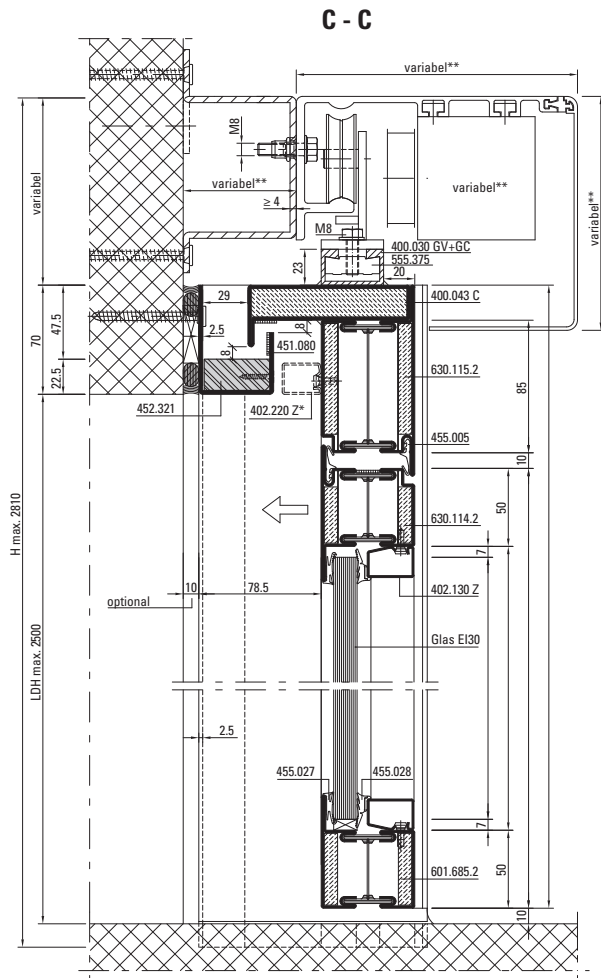 C - C
variabel**
M8
variabel
variabel**
variabel**
≥ 4
variabel**
M8
400.030 GV+GC
555.375
23
20
29
400.043 C
47.5
2.5
8
8
451.080
70
22.5
630.115.2
85
452.321
402.220 Z*
455.005
10
50
630.114.2
7
H max. 2810
10
78.5
optional
402.130 Z
Glas EI30
LDH max. 2500
2.5
455.027
455.028
7
50
601.685.2
10